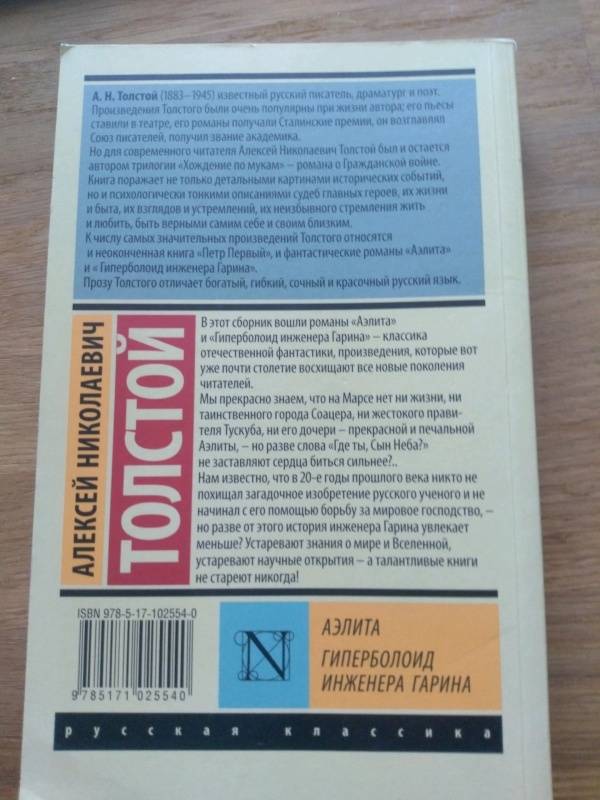 А. Н. Толстой (1883–1945) известный русский писатель, драматург и поэт.
Произведения Толстого были очень популярны при жизни автора; его пьесы
ставили в театре, его романы получали Сталинские премии, он возглавлял
Союз писателей, получил звание академика.
Но для современного читателя Алексей Николаевич Толстой был и остается
автором трилогии «Хождение по мукам» – романа о Гражданской войне.
Книга поражает не только детальными картинами исторических событий,
но и психологически тонкими описаниями судеб главных героев, их жизни
и быта, их взглядов и устремлений, их неизбывного стремления жить
и любить, быть верными самим себе и своим близким.
К числу самых значительных произведений Толстого относятся
и неоконченная книга «Петр Первый», и фантастические романы «Аэлита»
и « Гиперболоид инженера Гарина».
Прозу Толстого отличает богатый, гибкий, сочный и красочный русский язык.
АЛЕКСЕЙ НИКОЛАЕВИЧ
ТОЛСТОЙ
В этот сборник вошли романы «Аэлита»
и «Гиперболоид инженера Гарина» – классика
отечественной фантастики, произведения, которые вот
уже почти столетие восхищают все новые поколения
читателей.
Мы прекрасно знаем, что на Марсе нет ни жизни, ни
таинственного города Соацера, ни жестокого прави-
теля Тускуба, ни его дочери – прекрасной и печальной
Аэлиты, – но разве слова «Где ты, Сын Неба?»
не заставляют сердца биться сильнее?..
Нам известно, что в 20-е годы прошлого века никто не
похищал загадочное изобретение русского ученого и не
начинал с его помощью борьбу за мировое господство, –
но разве от этого история инженера Гарина увлекает
меньше? Устаревают знания о мире и Вселенной,
устаревают научные открытия – а талантливые книги
не стареют никогда!
ISBN 978-5-17-102554-0
9 785171 025540
N
АЭЛИТА
ГИПЕРБОЛОИД
ИНЖЕНЕРА ГАРИНА
русская классика